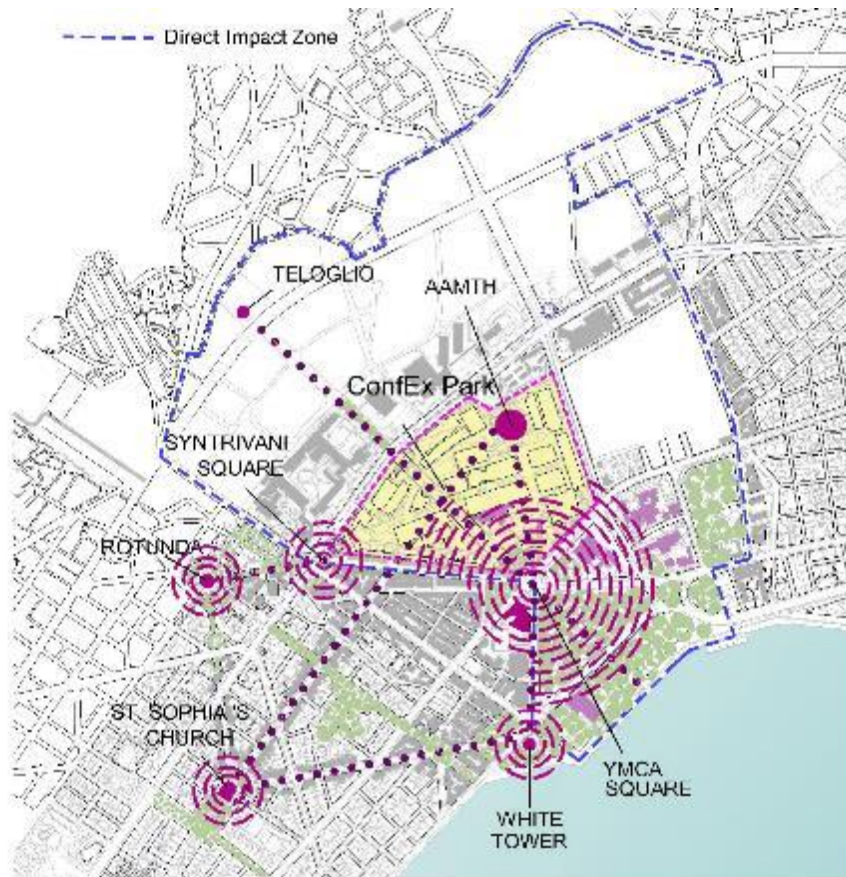 Direct Impact Zone
TELOGLIO
AAMTH
ConfEx Park
SYNTRIVANI
SQUARE
ROTUNDA
ST. SOPHIA 'S
CHURCH
YMCA
SQUARE
WHITE
TOWER